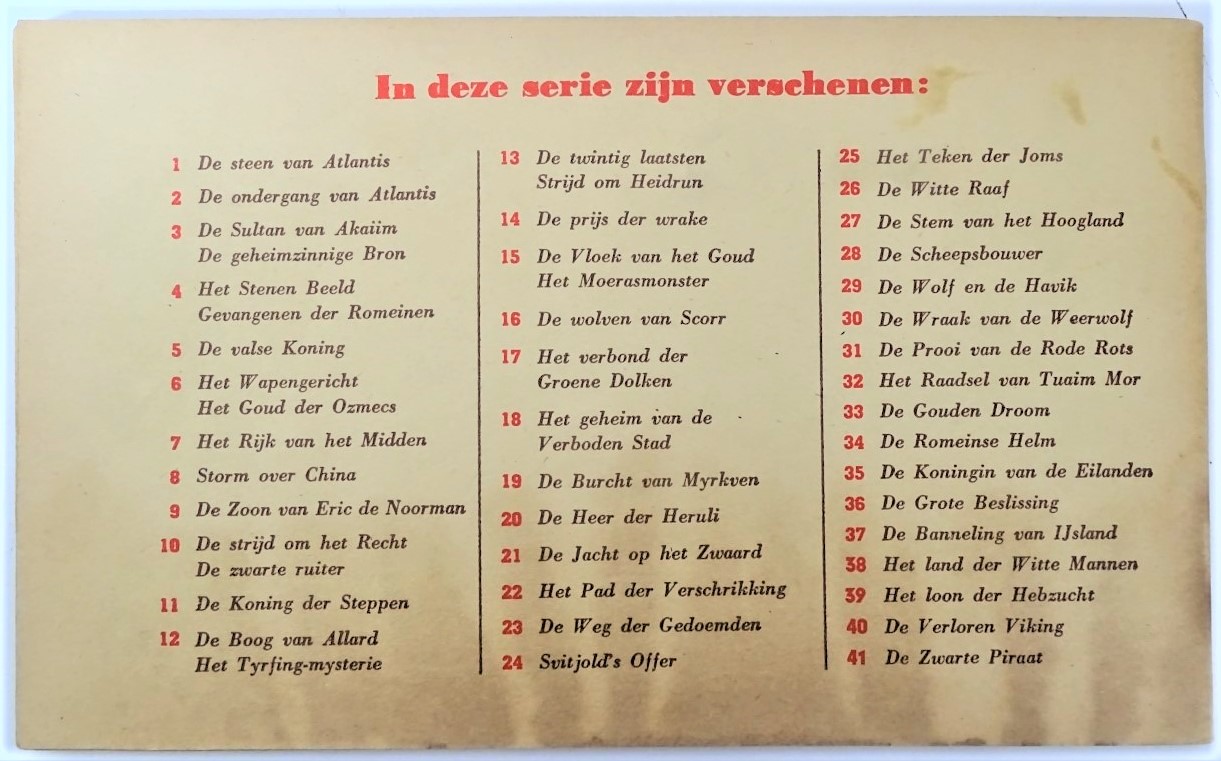 In deze serie zijn verschenen:
1 De steen van Atlantis
2 De ondergang van Atlantis
3 De Sultan van Akaiim
De geheimzinnige Bron
4 Het Stenen Beeld
Gevangenen der Romeinen
5 De valse Koning
6 Het Wapengericht
Het Goud der Ozmecs
7 Het Rijk van het Midden
8 Storm over China
9 De Zoon van Eric de Noorman
10 De strijd om het Recht
De zwarte ruiter
11 De Koning der Steppen
12 De Boog van Allard
Het Tyrfing-mysterie
13 De twintig laatsten
Strijd om Heidrun
14 De prijs der wrake
15 De Vloek van het Goud
Het Moerasmonster
16 De wolven van Scorr
17 Het verbond der
Groene Dolken
18 Het geheim van de
Verboden Stad
19 De Burcht van Myrkven
20 De Heer der Heruli
21 De Jacht op het Zwaard
22 Het Pad der Verschrikking
23 De Weg der Gedoemden
24 Svitjold's Offer
25 Het Teken der Joms
26 De Witte Raaf
27 De Stem van het Hoogland
28 De Scheepsbouwer
29 De Wolf en de Havik
30 De Wraak van de Weerwolf
31 De Prooi van de Rode Rots
32 Het Raadsel van Tuaim Mor
33 De Gouden Droom
34 De Romeinse Helm
35 De Koningin van de Eilanden
36 De Grote Beslissing
37 De Banneling van IJsland
38 Het land der Witte Mannen
39 Het loon der Hebzucht
40 De Verloren Viking
41 De Zwarte Piraat